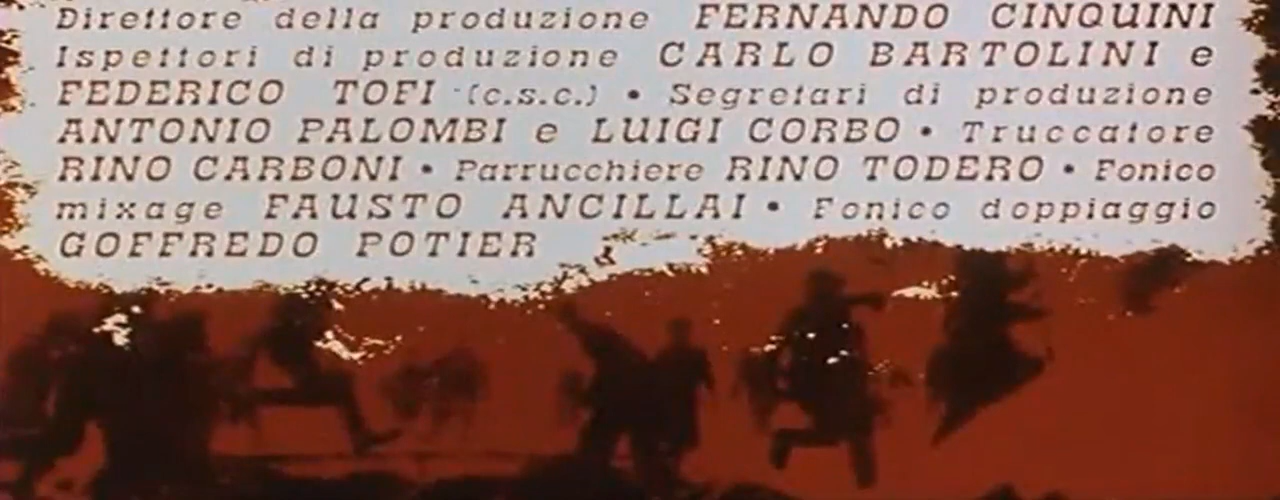 Direttore della produzione FERNANDO CINQUINI
Ispettori di produzione CARLO BARTOLINI e
FEDERICO TOFI (c.s.c.) • Segretari di produzione
ANTONIO PALOMBI e LUIGI CORBO • Truccatore
RINO CARBONI • Parrucchiere RINO TODERO • Fonico
mixage FAUSTO ANCILLAI • Fonico doppiaggio
GOFFREDO POTIER